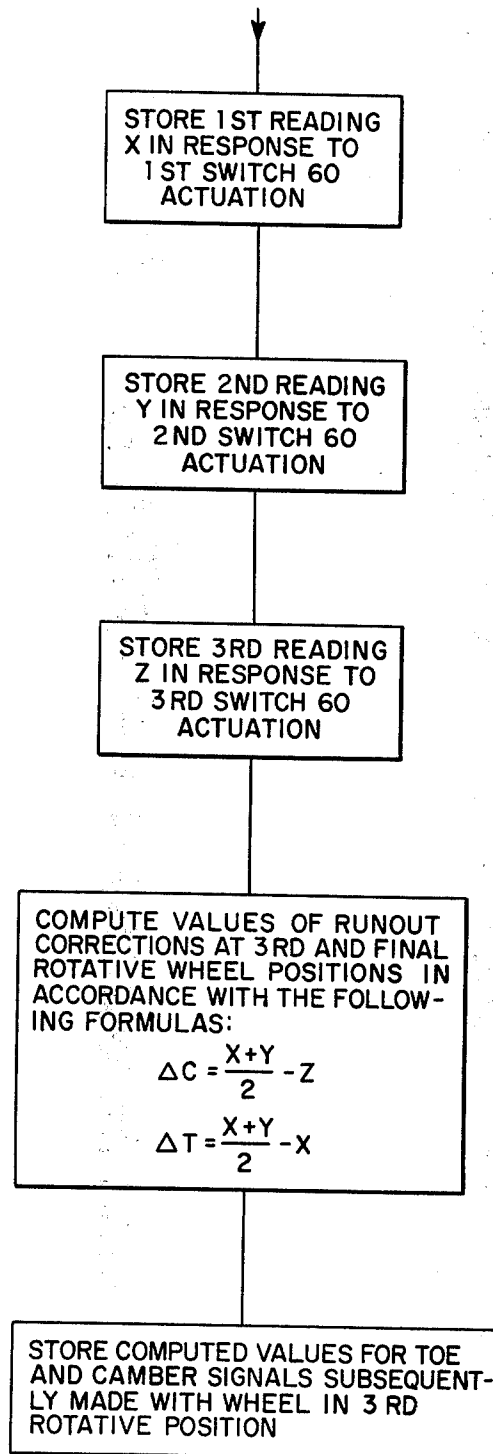 STORE 1ST READING
X IN RESPONSE TO
1ST SWITCH 60
ACTUATION
STORE 2ND READING
Y IN RESPONSE TO
2ND SWITCH 60
ACTUATION
STORE 3RD READING
Z IN RESPONSE TO
3RD SWITCH 60
ACTUATION
COMPUTE VALUES OF RUNOUT
CORRECTIONS AT 3RD AND FINAL
ROTATIVE WHEEL POSITIONS IN
ACCORDANCE WITH THE FOLLOW-
ING FORMULAS:
△C = (X+Y)/2 - Z
△T = (X+Y)/2 - X
STORE COMPUTED VALUES FOR TOE
AND CAMBER SIGNALS SUBSEQUENT-
LY MADE WITH WHEEL IN 3 RD
ROTATIVE POSITION